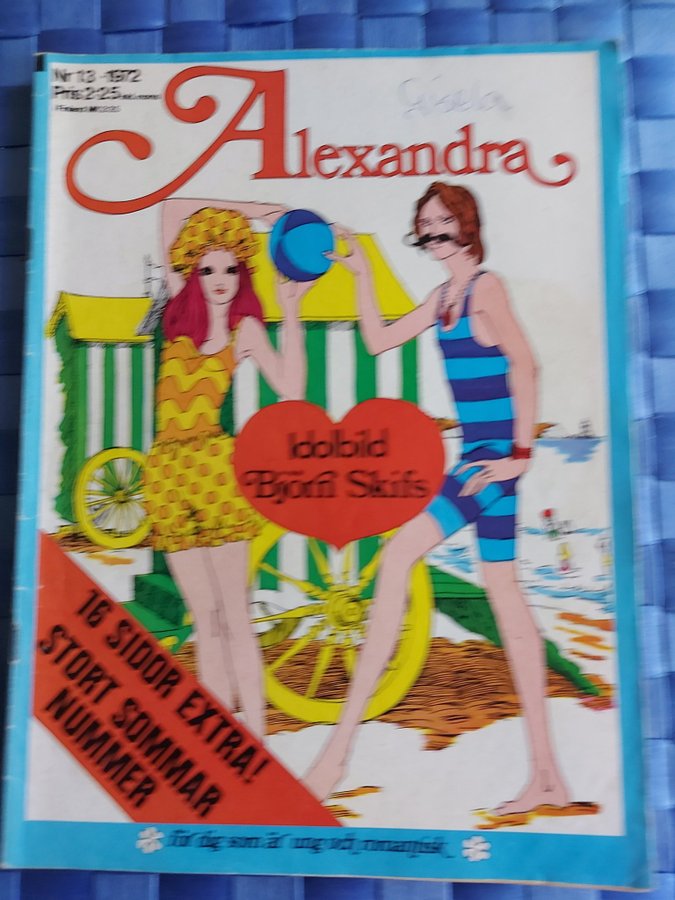 Nr 13 - 1972
Pris 2·25
Alexandra
Idolbild
Björn Skifs
16 SIDOR EXTRA!
STORT SOMMAR
NUMMER
för dig som är ung och romantisk